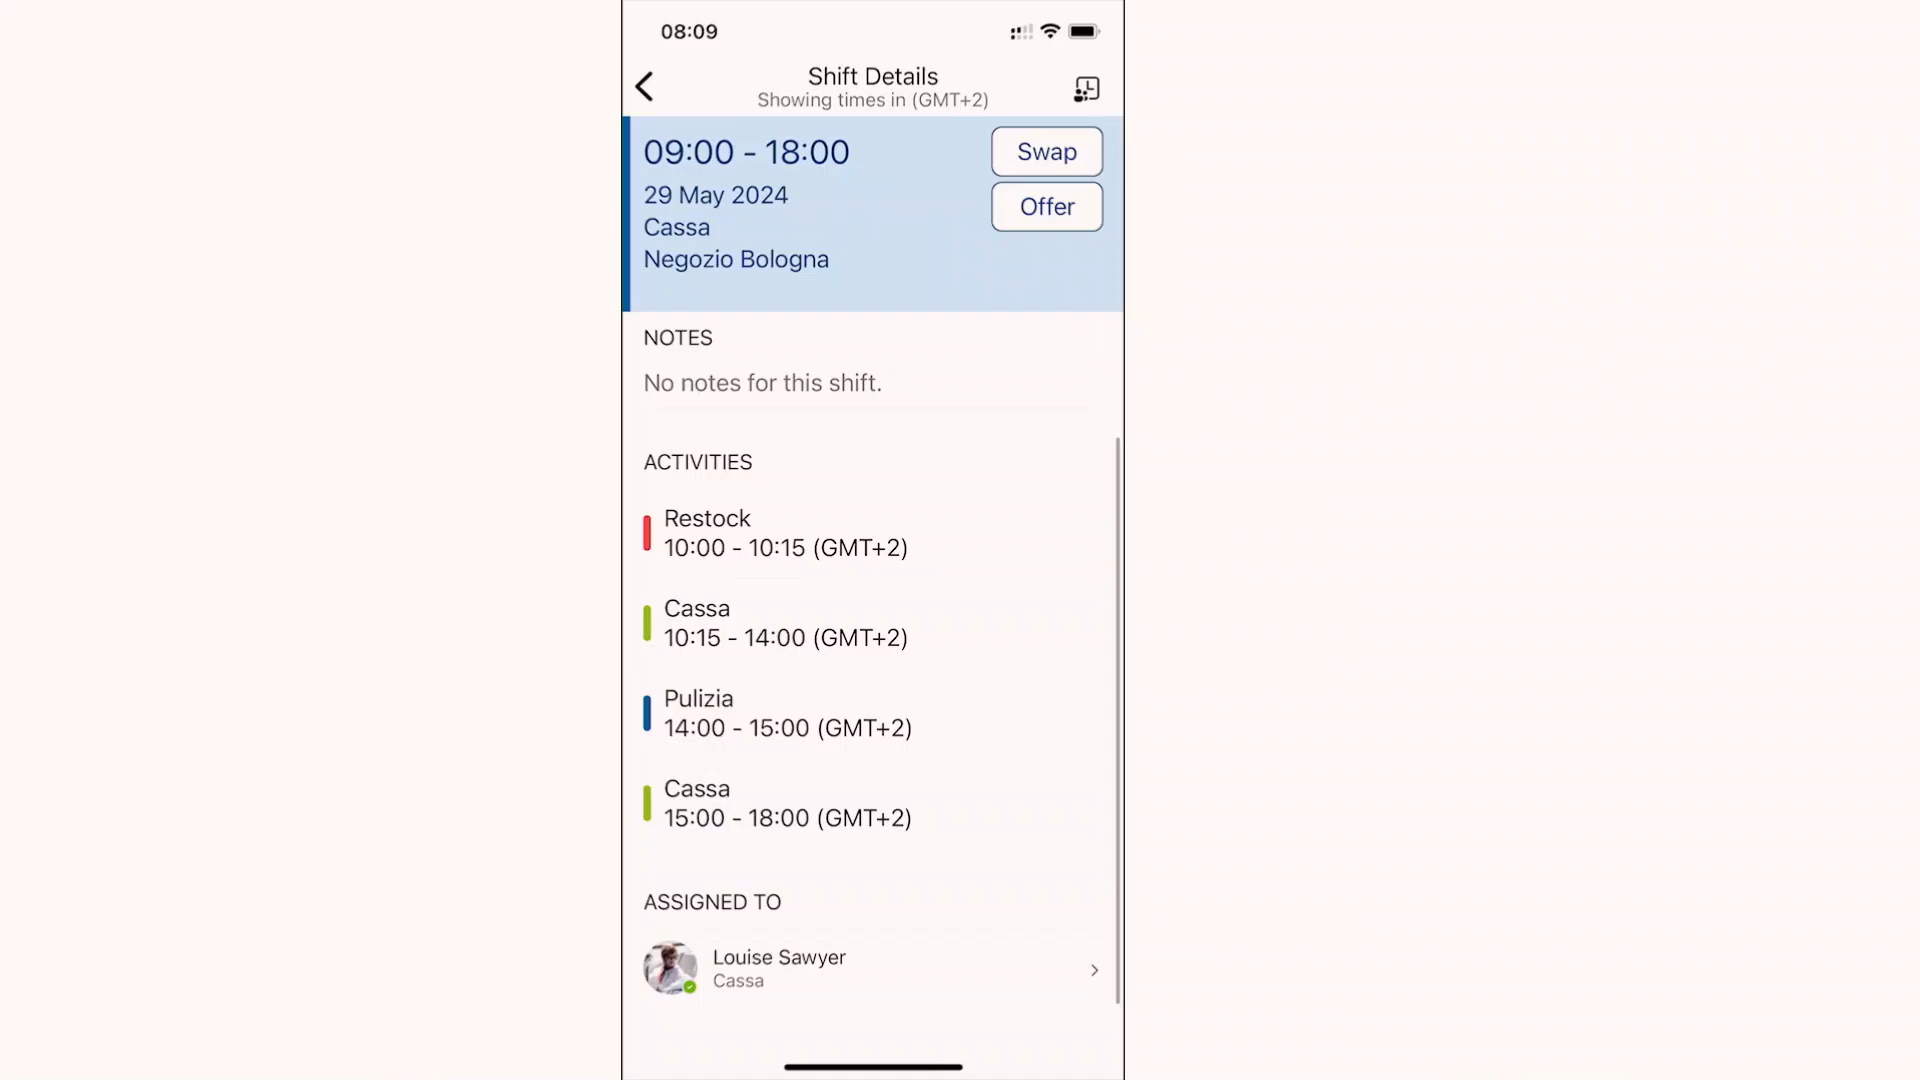 08:09
Shift Details
Showing times in (GMT+2)
09:00 - 18:00
Swap
29 May 2024
Offer
Cassa
Negozio Bologna
NOTES
No notes for this shift.
ACTIVITIES
Restock
10:00 - 10:15 (GMT+2)
Cassa
10:15 - 14:00 (GMT+2)
Pulizia
14:00 - 15:00 (GMT+2)
Cassa
15:00 - 18:00 (GMT+2)
ASSIGNED TO
Louise Sawyer
Cassa